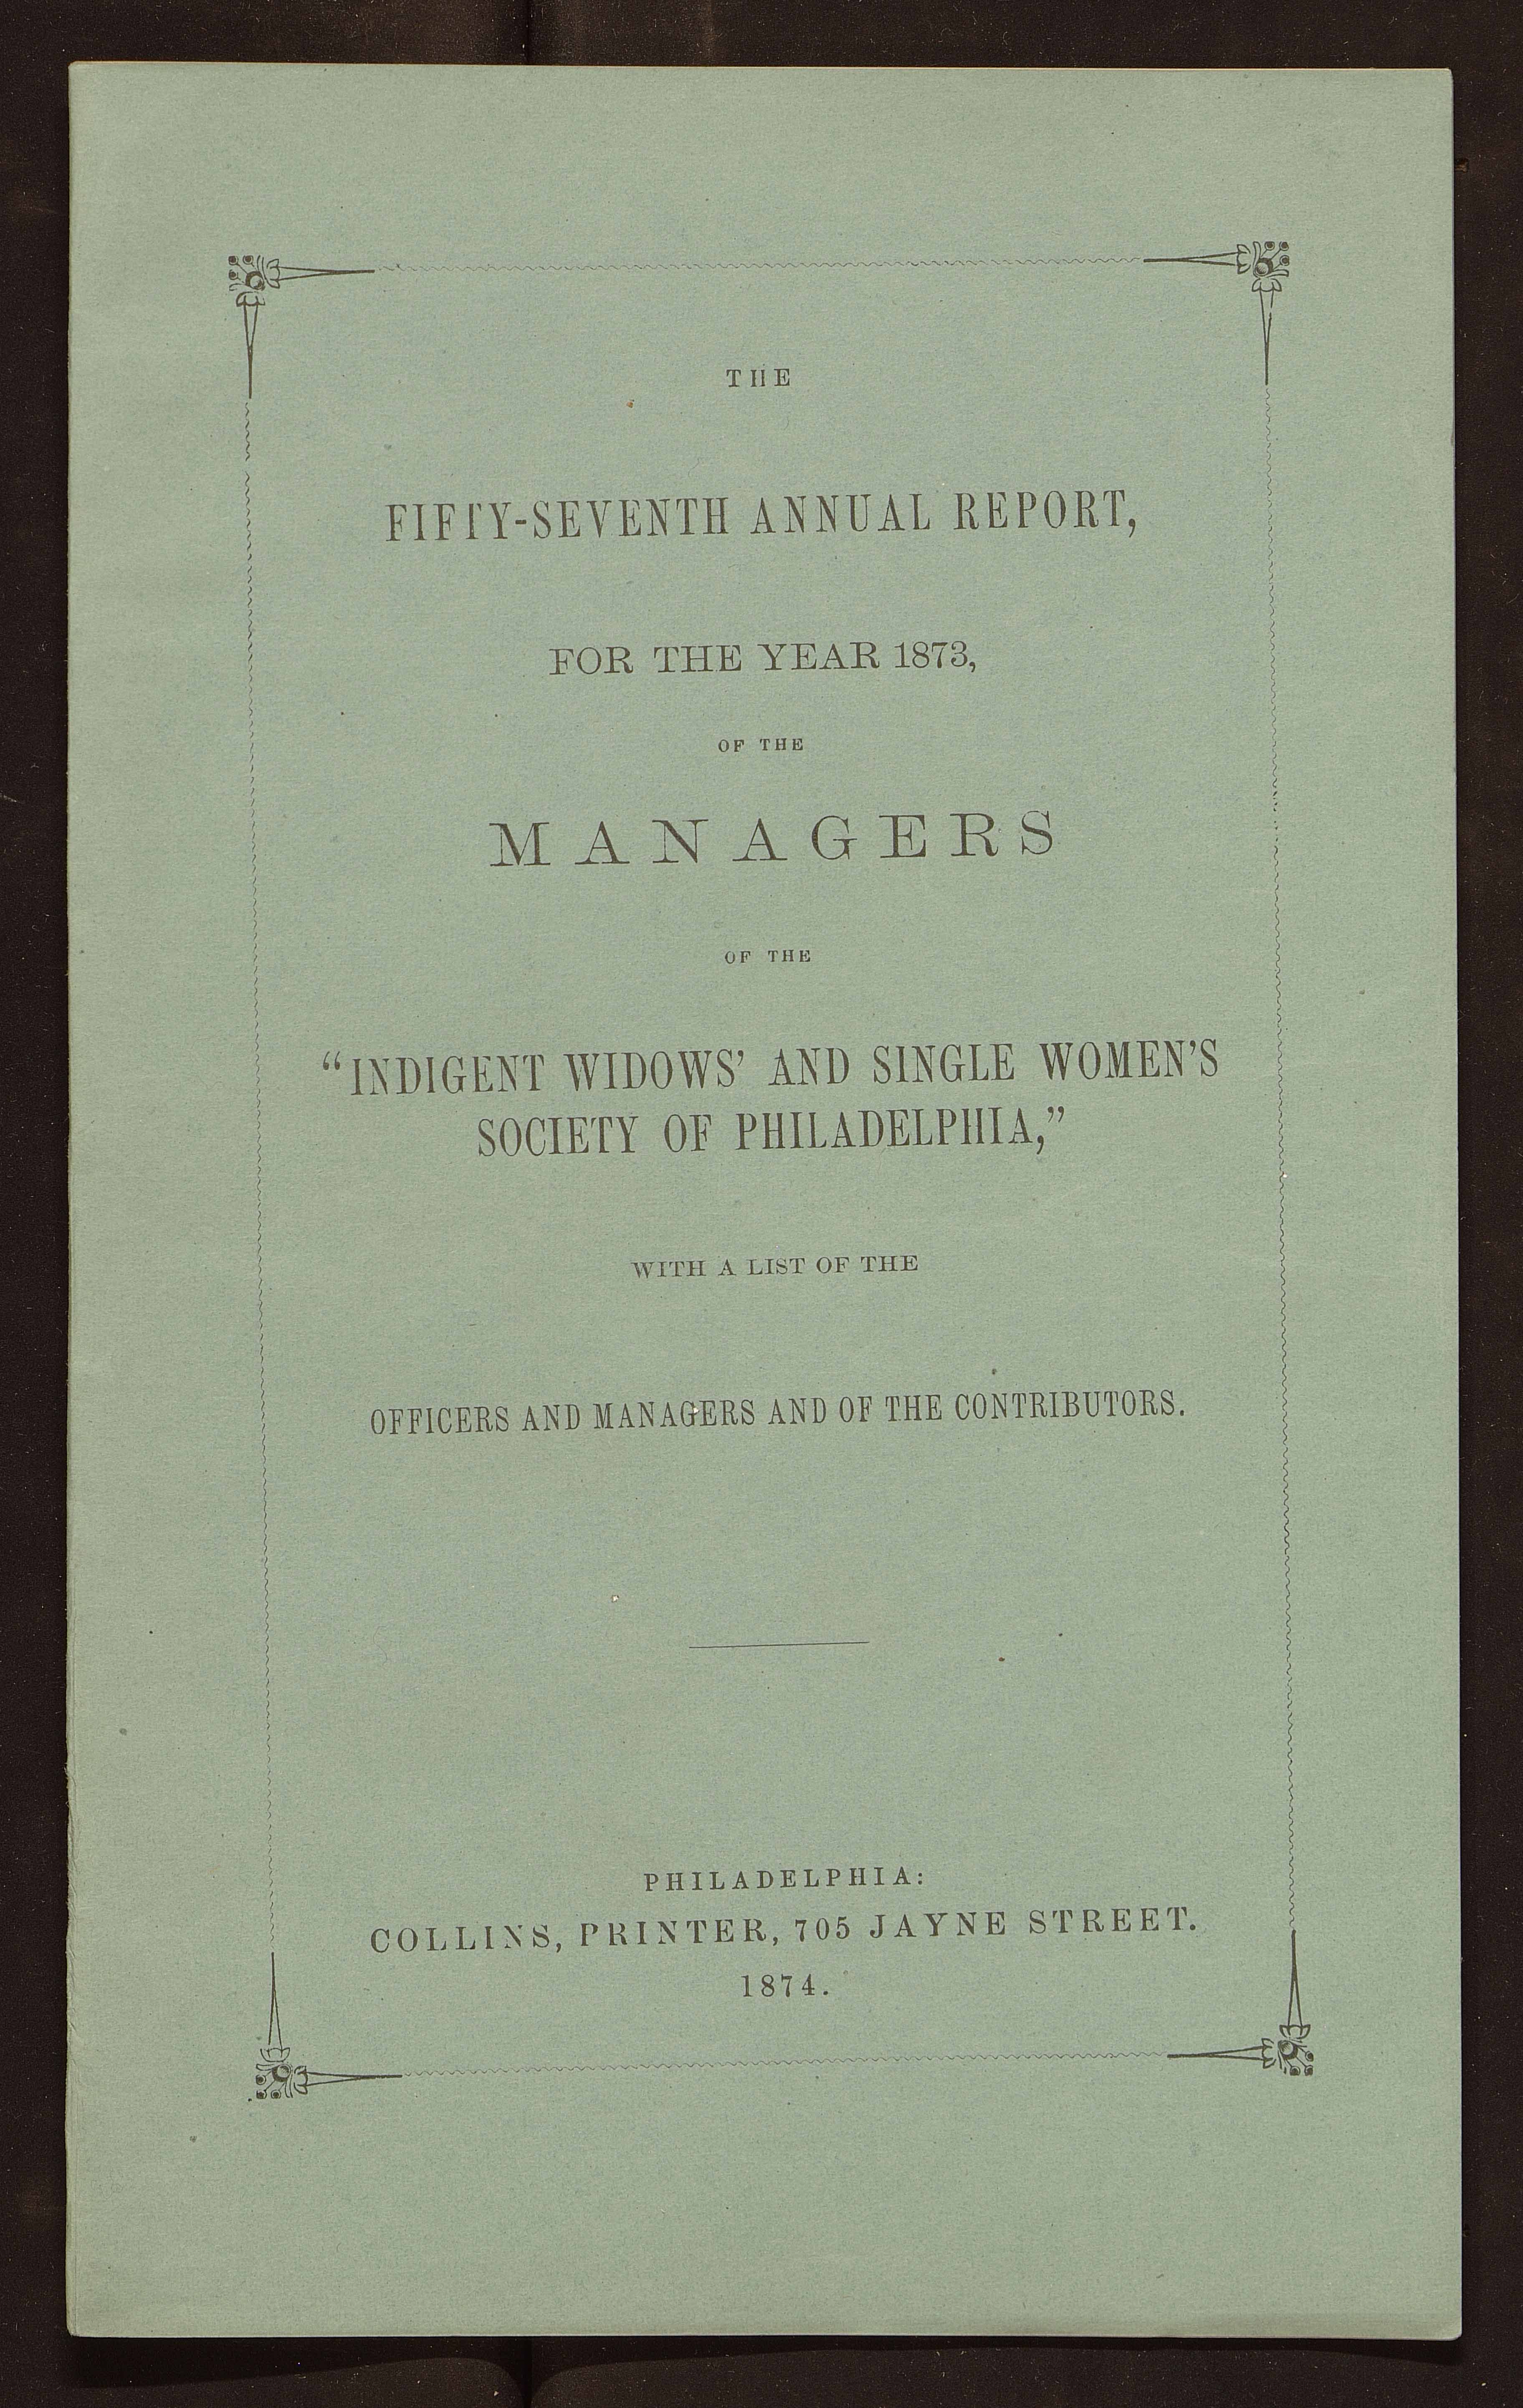 THE
FIFTY-SEVENTH ANNUAL REPORT,
FOR THE YEAR 1873,
OF THE
MANAGERS
OF THE
“INDIGENT WIDOWS’ AND SINGLE WOMEN’S
SOCIETY OF PHILADELPHIA,”
WITH A LIST OF THE
OFFICERS AND MANAGERS AND OF THE CONTRIBUTORS.
PHILADELPHIA:
COLLINS, PRINTER, 705 JAYNE STREET.
1874.